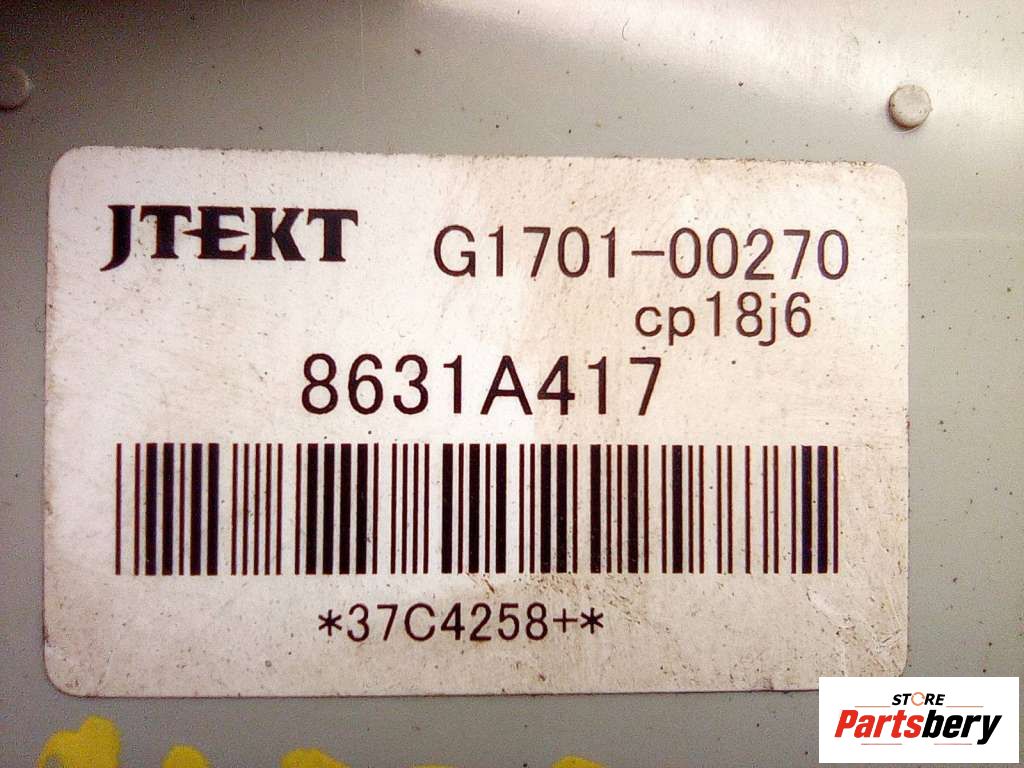 JTEKT G1701-00270
cp18j6
8631A417
*37C4258+*
STORE
Partsbery